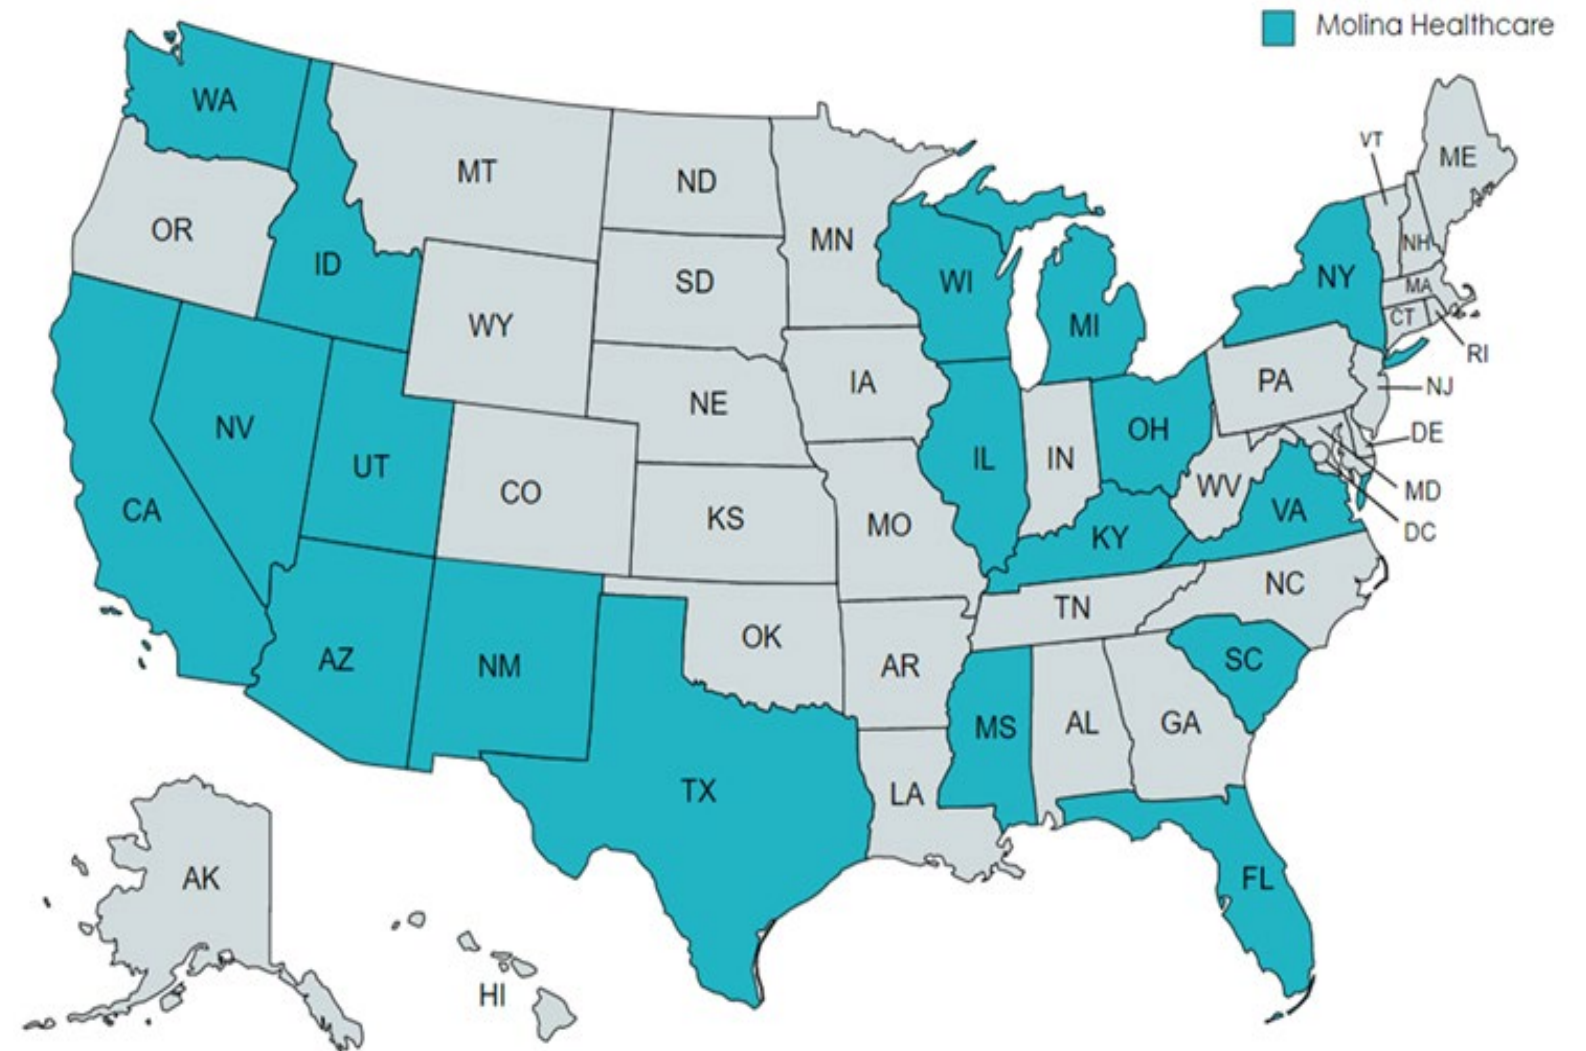 Molina Healthcare
WA
MT
ND
MN
VT
ME
OR
ID
SD
WI
MI
NY
NH
MA
CT
RI
WY
IA
PA
NJ
NE
NV
UT
CO
IL
IN
OH
DE
WV
MD
DC
CA
KS
MO
KY
VA
NC
TN
AZ
NM
OK
AR
SC
MS
AL
GA
TX
LA
AK
FL
HI